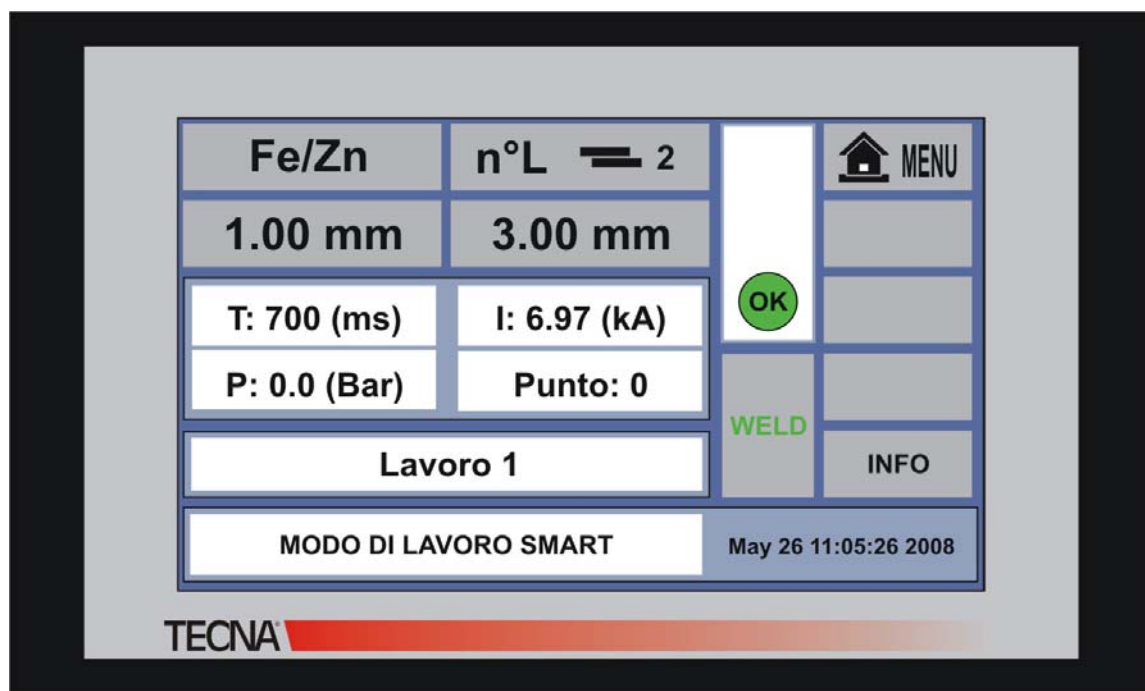 Fe/Zn
n°L 2
MENU
1.00 mm
3.00 mm
OK
T: 700 (ms)
I: 6.97 (kA)
P: 0.0 (Bar)
Punto: 0
WELD
Lavoro 1
INFO
MODO DI LAVORO SMART
May 26 11:05:26 2008
TECNA®